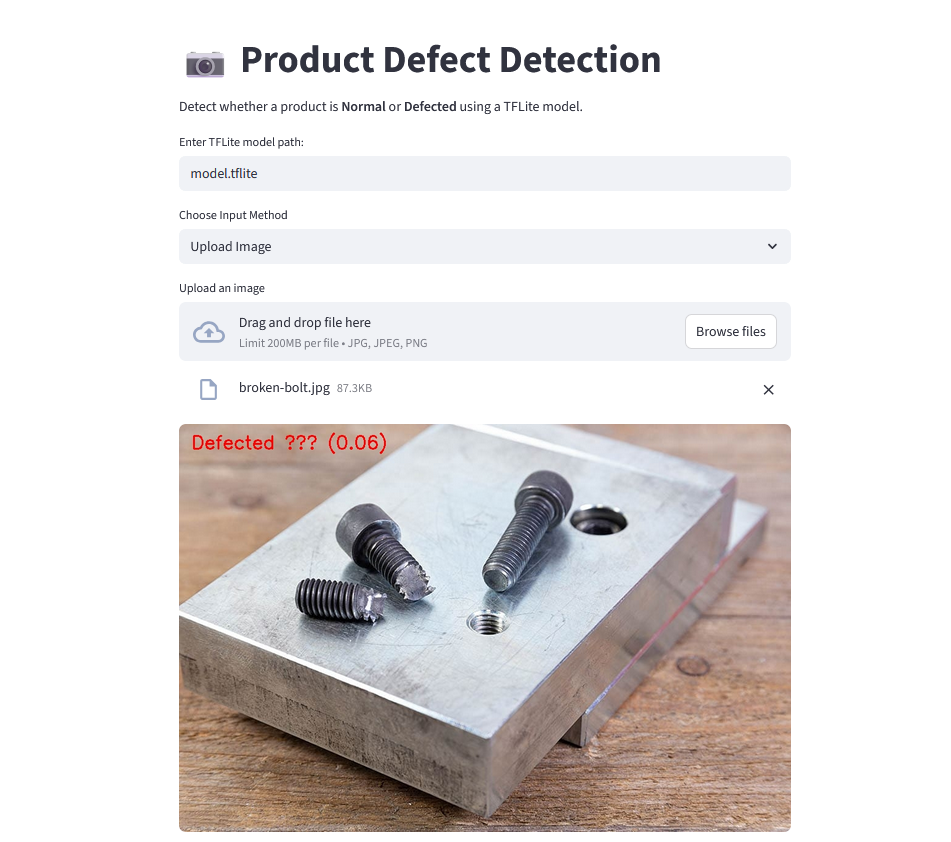 Product Defect Detection
Detect whether a product is Normal or Defected using a TFLite model.
Enter TFLite model path:
model.tflite
Choose Input Method
Upload Image
Upload an image
Drag and drop file here
Limit 200MB per file • JPG, JPEG, PNG
Browse files
broken-bolt.jpg 87.3KB
Defected ??? (0.06)